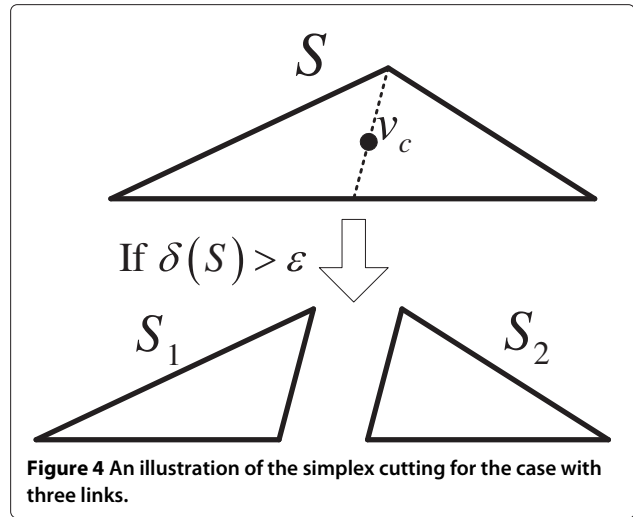 S
v_c
If δ(S) > ε
S_1
S_2
Figure 4 An illustration of the simplex cutting for the case with
three links.